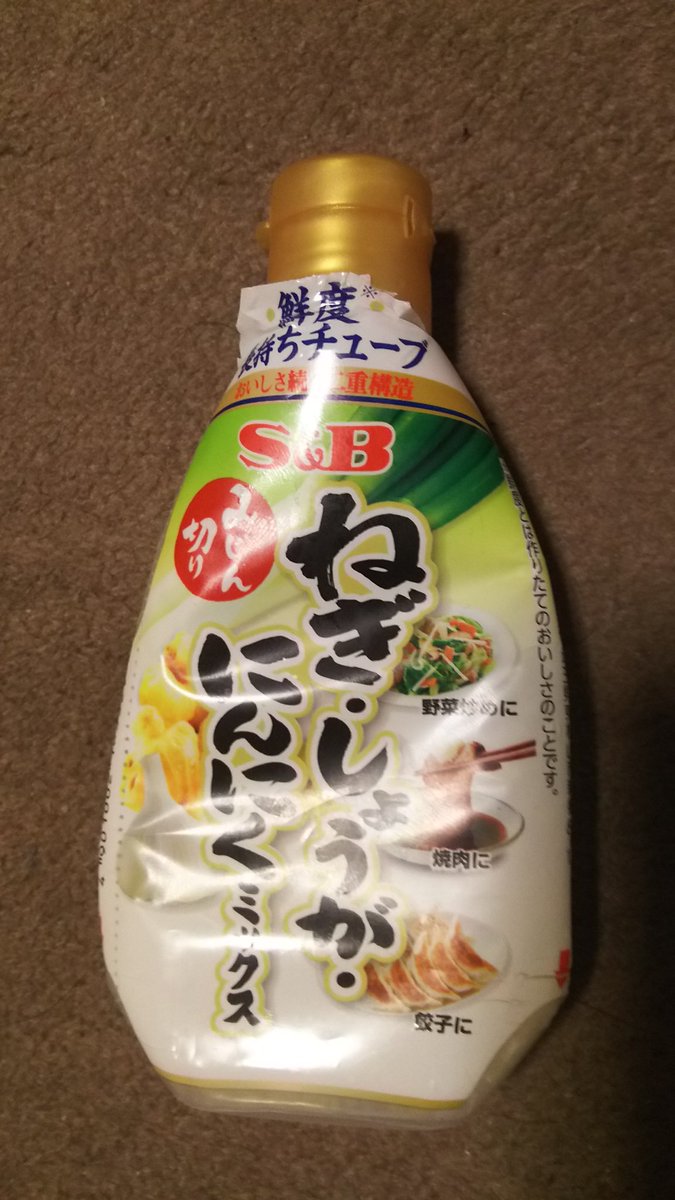 鮮度※
長持ちチューブ
おいしさ続く二重構造
S&B
みじん
切り
ねぎ・しょうが・
にんにくミックス
野菜炒めに
焼肉に
餃子に
とは作りたてのおいしさのことです。